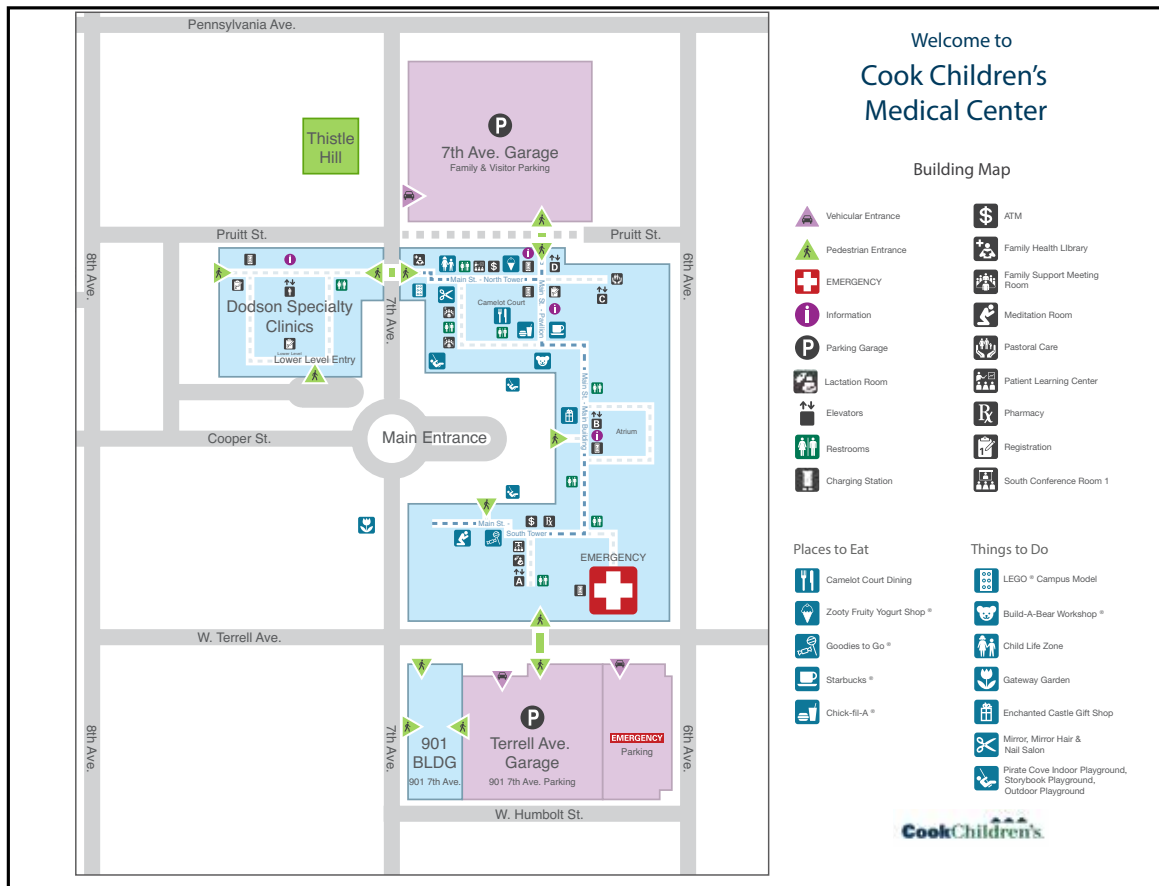 Pennsylvania Ave.
Thistle
Hill
P
7th Ave. Garage
Family & Visitor Parking
Pruitt St.
Pruitt St.
8th Ave.
7th Ave.
6th Ave.
i
i
D
Main St. - North Tower
C
Main St. - Pavilion
Camelot Court
i
Dodson Specialty
Clinics
Lower Level
Lower Level Entry
Main St. - Main Building
B
i
Atrium
Cooper St.
Main Entrance
$
Rx
Main St. -
South Tower
A
EMERGENCY
W. Terrell Ave.
8th Ave.
7th Ave.
6th Ave.
901
BLDG
901 7th Ave.
P
Terrell Ave.
Garage
901 7th Ave. Parking
EMERGENCY
Parking
W. Humbolt St.
Welcome to
Cook Children's
Medical Center
Building Map
Vehicular Entrance
Pedestrian Entrance
EMERGENCY
i Information
P Parking Garage
Lactation Room
Elevators
Restrooms
Charging Station
$ ATM
Family Health LIbrary
Family Support Meeting
Room
Meditation Room
Pastoral Care
Patient Learning Center
Rx Pharmacy
1 Registration
South Conference Room 1
Places to Eat
Camelot Court Dining
Zooty Fruity Yogurt Shop ®
Goodies to Go ®
Starbucks ®
Chick-fil-A ®
Things to Do
LEGO ® Campus Model
Build-A-Bear Workshop ®
Child Life Zone
Gateway Garden
Enchanted Castle Gift Shop
Mirror, Mirror Hair &
Nail Salon
Pirate Cove Indoor Playground,
Storybook Playground,
Outdoor Playground
CookChildren's.